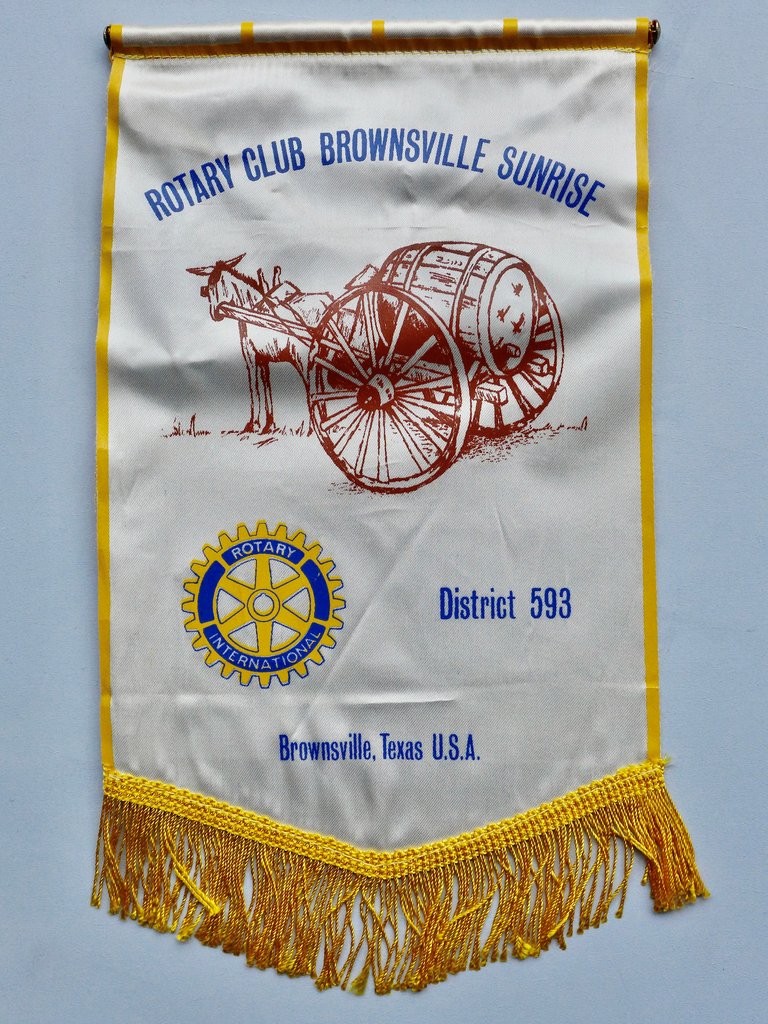 ROTARY CLUB BROWNSVILLE SUNRISE
ROTARY
INTERNATIONAL
District 593
Brownsville, Texas U.S.A.